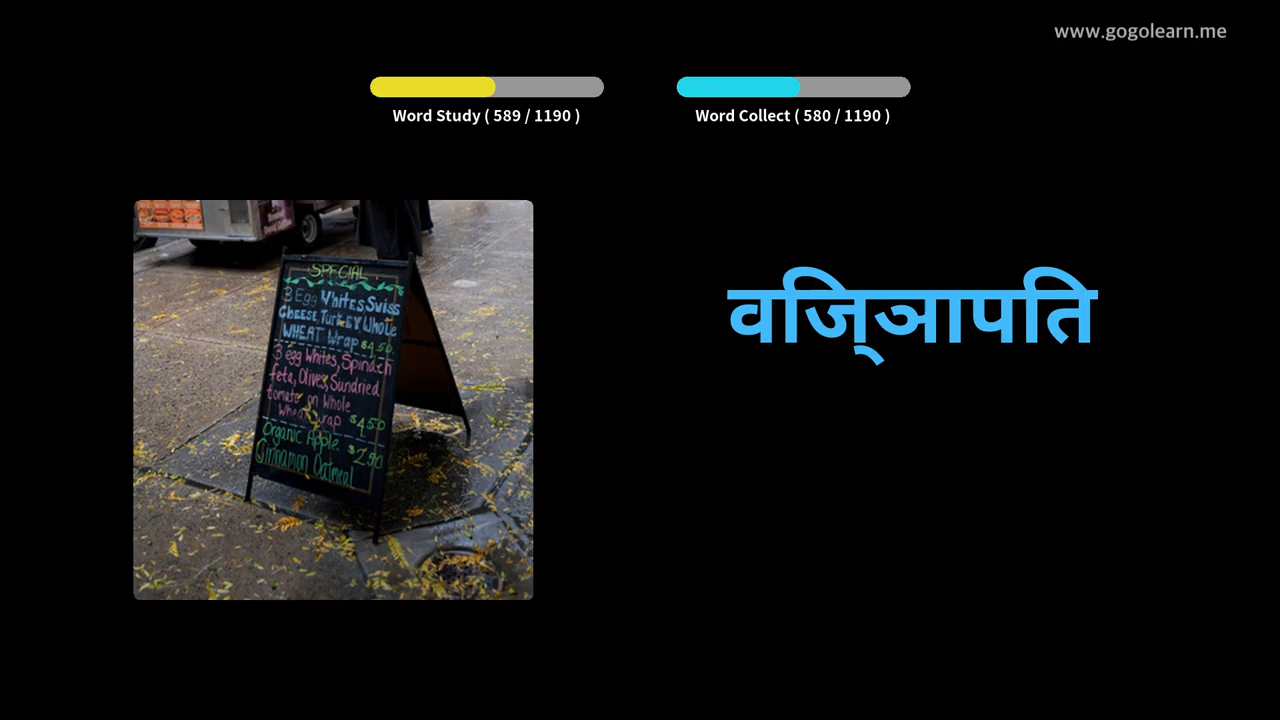 www.gogolearn.me
Word Study ( 589 / 1190 )
Word Collect ( 580 / 1190 )
SPECIAL
3 Egg Whites, Swiss
Cheese, Turkey Whole
WHEAT Wrap $4.50
3 egg Whites, Spinach
feta, Olives, Sundried
tomato on Whole
Wheat Wrap $4.50
Organic Apple $2.50
Cinnamon Oatmeal
वजि्ञापति